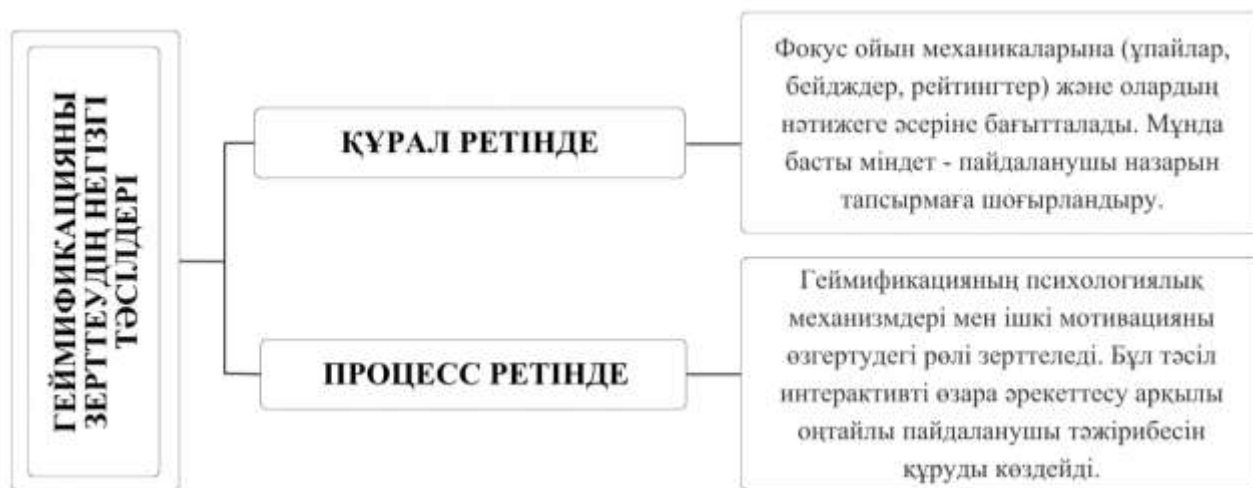 ГЕЙМИФИКАЦИЯНЫ
ЗЕРТТЕУДІҢ НЕГІЗГІ
ТӘСІЛДЕРІ
ҚҰРАЛ РЕТІНДЕ
Фокус ойын механикаларына (ұпайлар,
бейдждер, рейтингтер) және олардың
нәтижеге әсеріне бағытталады. Мұнда
басты міндет - пайдаланушы назарын
тапсырмаға шоғырландыру.
ПРОЦЕСС РЕТІНДЕ
Геймификацияның психологиялық
механизмдері мен ішкі мотивацияны
өзгертудегі рөлі зерттеледі. Бұл тәсіл
интерактивті өзара әрекеттесу арқылы
оңтайлы пайдаланушы тәжірибесін
құруды көздейді.